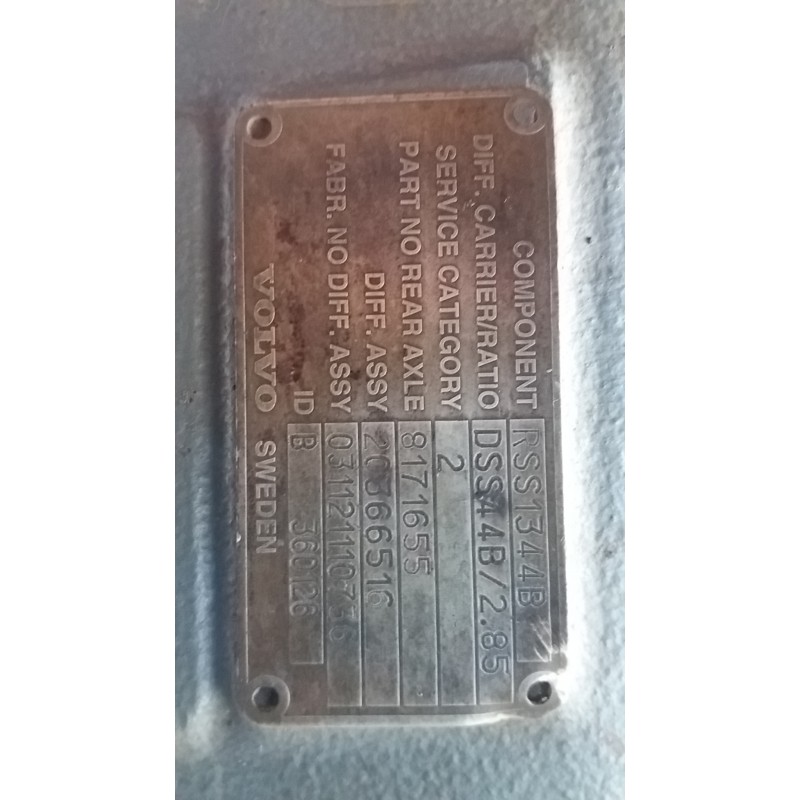 COMPONENT RSS1344B
DIFF. CARRIER/RATIO DSS44B/2.85
SERVICE CATEGORY 2
PART NO REAR AXLE 8171655
DIFF. ASSY 20366516
FABR. NO DIFF. ASSY
ID B 360126
VOLVO SWEDEN